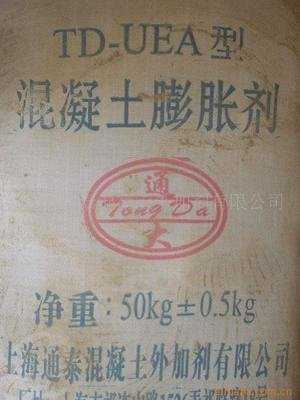 TD-UEA型
混凝土膨胀剂
通
Tong Da
大
净重:50kg±0.5kg
上海通泰混凝土外加剂有限公司